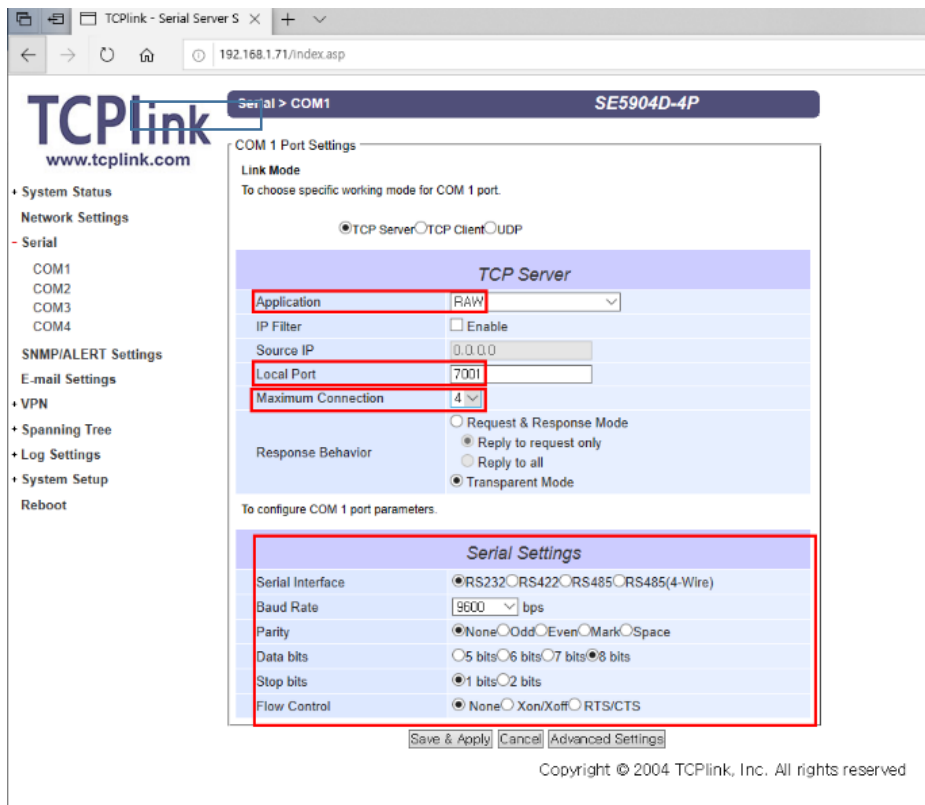 TCPlink - Serial Server S
192.168.1.71/index.asp
TCPlink
www.tcplink.com
+ System Status
Network Settings
- Serial
COM1
COM2
COM3
COM4
SNMP/ALERT Settings
E-mail Settings
+ VPN
+ Spanning Tree
+ Log Settings
+ System Setup
Reboot
Serial > COM1 SE5904D-4P
COM 1 Port Settings
Link Mode
To choose specific working mode for COM 1 port.
TCP Server TCP Client UDP
TCP Server
Application RAW
IP Filter Enable
Source IP 0.0.0.0
Local Port 7001
Maximum Connection 4
Request & Response Mode
Reply to request only
Response Behavior
Reply to all
Transparent Mode
To configure COM 1 port parameters.
Serial Settings
Serial Interface RS232 RS422 RS485 RS485(4-Wire)
Baud Rate 9600 bps
Parity None Odd Even Mark Space
Data bits 5 bits 6 bits 7 bits 8 bits
Stop bits 1 bits 2 bits
Flow Control None Xon/Xoff RTS/CTS
Save & Apply Cancel Advanced Settings
Copyright © 2004 TCPlink, Inc. All rights reserved